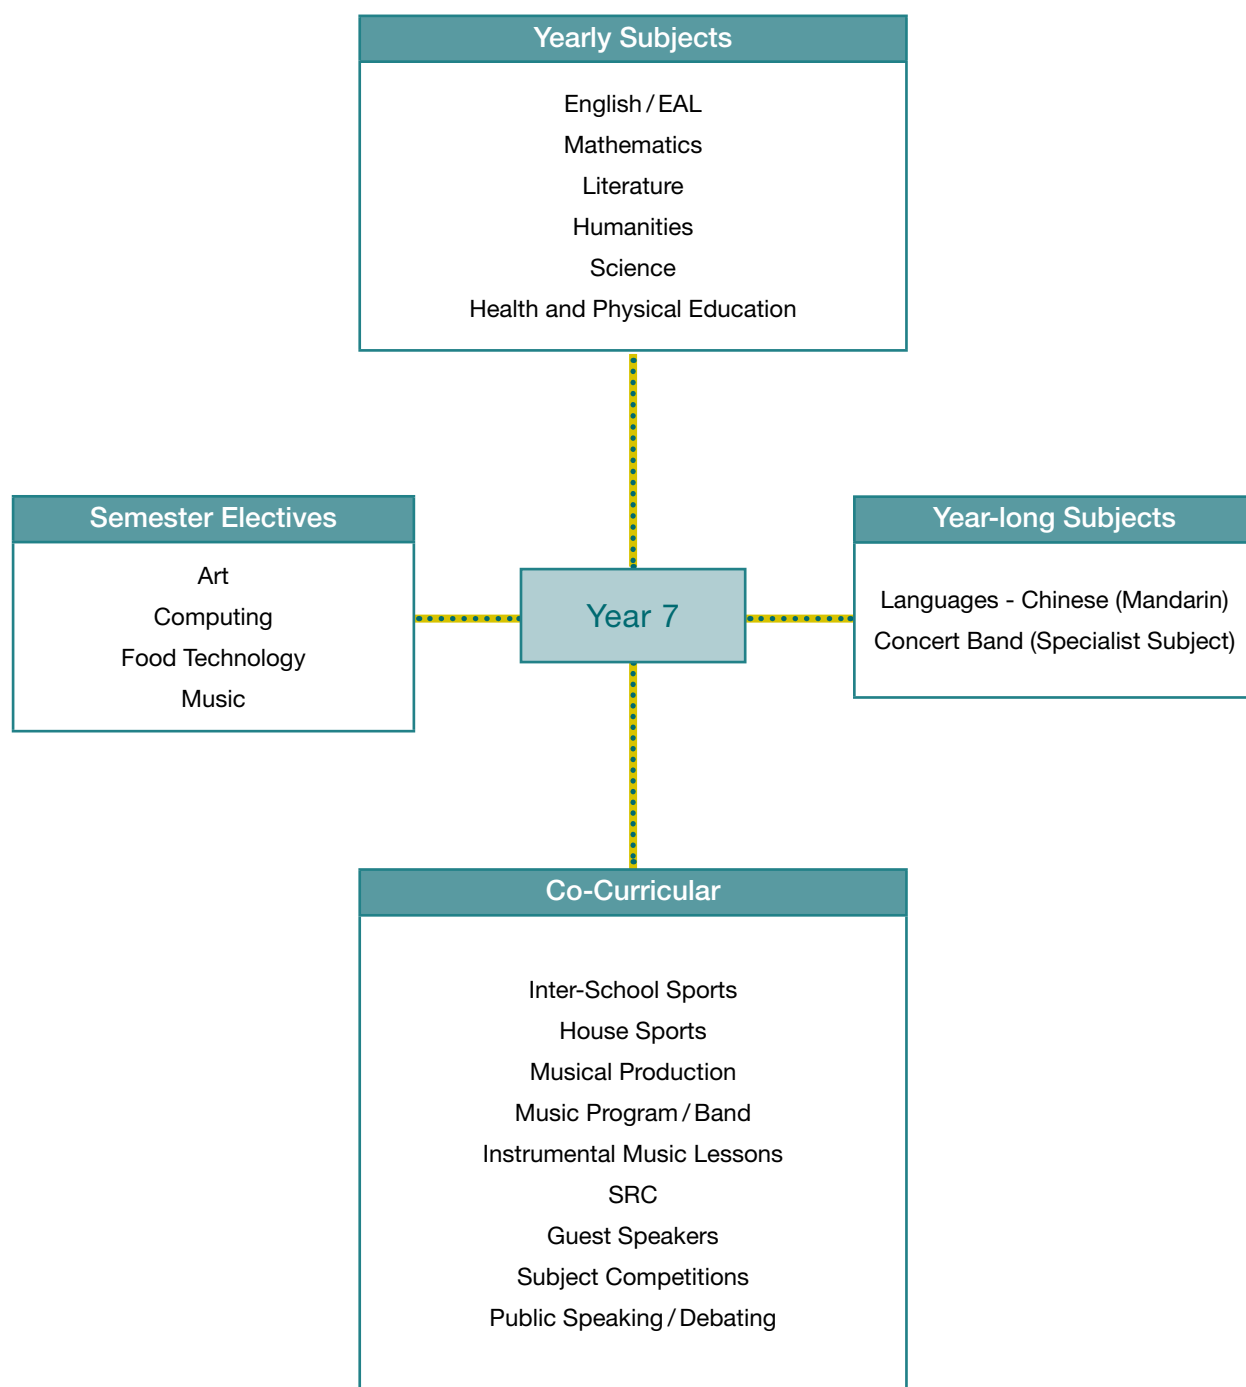 Yearly Subjects
English / EAL
Mathematics
Literature
Humanities
Science
Health and Physical Education
Semester Electives
Art
Computing
Food Technology
Music
Year 7
Year-long Subjects
Languages - Chinese (Mandarin)
Concert Band (Specialist Subject)
Co-Curricular
Inter-School Sports
House Sports
Musical Production
Music Program / Band
Instrumental Music Lessons
SRC
Guest Speakers
Subject Competitions
Public Speaking / Debating